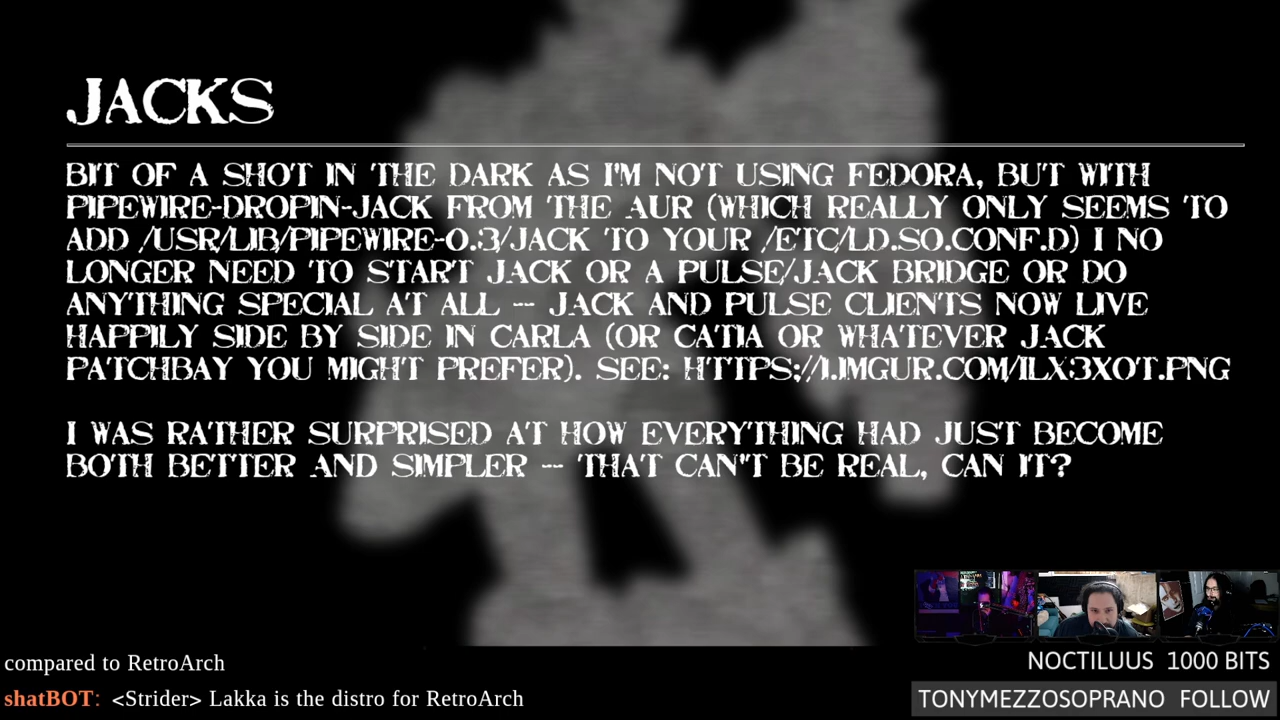 JACKS
BIT OF A SHOT IN THE DARK AS I'M NOT USING FEDORA, BUT WITH
PIPEWIRE-DROPIN-JACK FROM THE AUR (WHICH REALLY ONLY SEEMS TO
ADD /USR/LIB/PIPEWIRE-0.3/JACK TO YOUR /ETC/LD.SO.CONF.D) I NO
LONGER NEED TO START JACK OR A PULSE/JACK BRIDGE OR DO
ANYTHING SPECIAL AT ALL -- JACK AND PULSE CLIENTS NOW LIVE
HAPPILY SIDE BY SIDE IN CARLA (OR CATIA OR WHATEVER JACK
PATCHBAY YOU MIGHT PREFER). SEE: HTTPS://I.IMGUR.COM/ILX3XOT.PNG
I WAS RATHER SURPRISED AT HOW EVERYTHING HAD JUST BECOME
BOTH BETTER AND SIMPLER -- THAT CAN'T BE REAL, CAN IT?
compared to RetroArch
NOCTILUUS 1000 BITS
shatBOT: <Strider> Lakka is the distro for RetroArch
TONYMEZZOSOPRANO FOLLOW